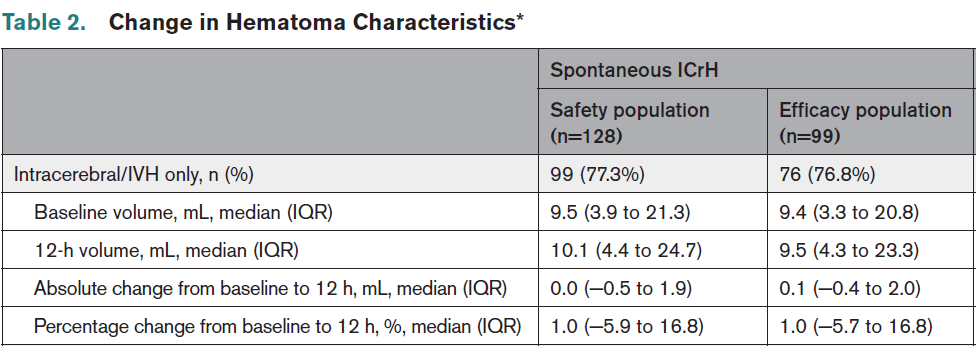 Table 2. Change in Hematoma Characteristics*
Spontaneous ICrH
Safety population (n=128) Efficacy population (n=99)
Intracerebral/IVH only, n (%) 99 (77.3%) 76 (76.8%)
Baseline volume, mL, median (IQR) 9.5 (3.9 to 21.3) 9.4 (3.3 to 20.8)
12-h volume, mL, median (IQR) 10.1 (4.4 to 24.7) 9.5 (4.3 to 23.3)
Absolute change from baseline to 12 h, mL, median (IQR) 0.0 (−0.5 to 1.9) 0.1 (−0.4 to 2.0)
Percentage change from baseline to 12 h, %, median (IQR) 1.0 (−5.9 to 16.8) 1.0 (−5.7 to 16.8)